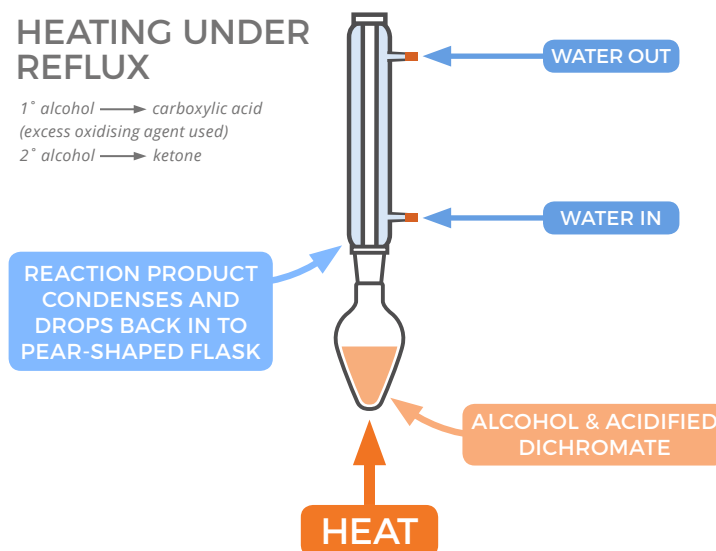 HEATING UNDER
REFLUX
1° alcohol ⟶ carboxylic acid
(excess oxidising agent used)
2° alcohol ⟶ ketone
WATER OUT
WATER IN
REACTION PRODUCT
CONDENSES AND
DROPS BACK IN TO
PEAR-SHAPED FLASK
ALCOHOL & ACIDIFIED
DICHROMATE
HEAT